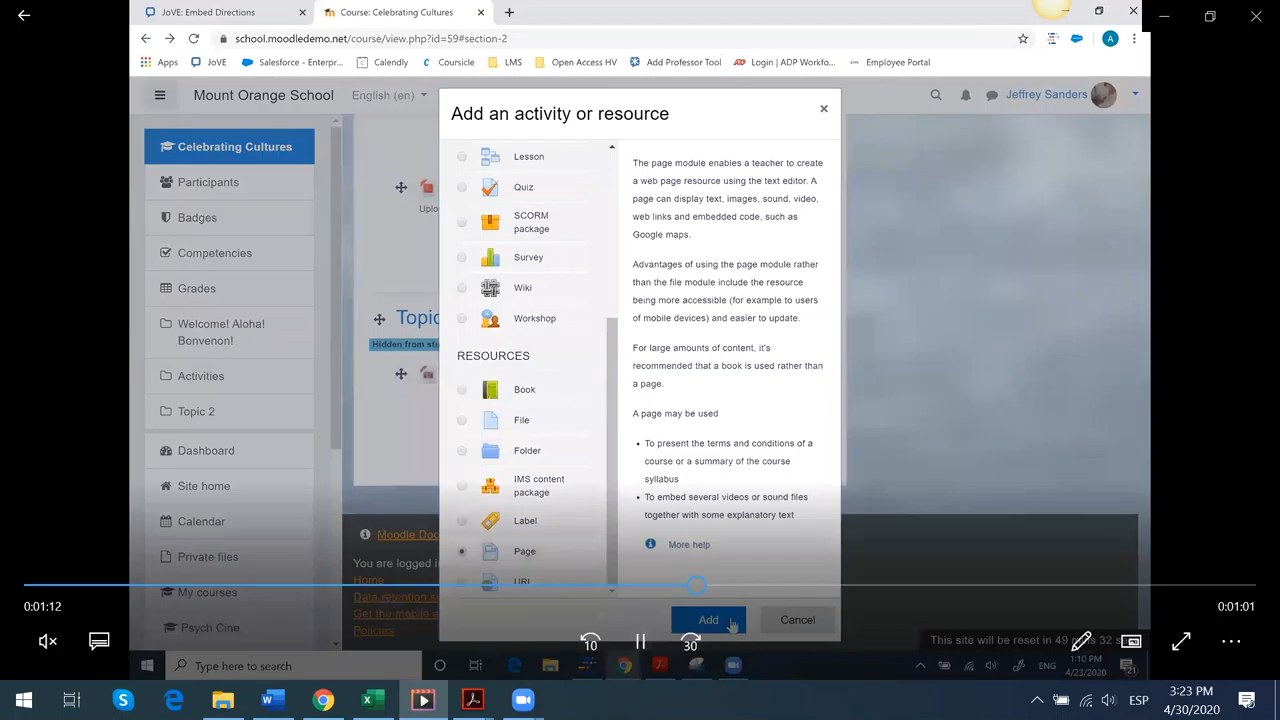 JoVE: Embed Directions
Course: Celebrating Cultures
school.moodledemo.net/course/view.php?id=59#section-2
A
Apps
JoVE
Salesforce - Enterpr...
Calendly
Coursicle
LMS
Open Access HV
Add Professor Tool
Login | ADP Workfo...
Employee Portal
Mount Orange School
English (en)
Jeffrey Sanders
Celebrating Cultures
Participants
Badges
Competencies
Grades
Welcome! Aloha!
Bonvenon!
Activities
Topic 2
Dashboard
Site home
Calendar
Private files
My courses
Psych Cine
Uplo
Topic
Hidden from stu
Moodle Doc
You are logged i
Home
Data retention s
Get the mobile a
Policies
Add an activity or resource
Lesson
Quiz
SCORM
package
Survey
Wiki
Workshop
RESOURCES
Book
File
Folder
IMS content
package
Label
Page
URL
The page module enables a teacher to create
a web page resource using the text editor. A
page can display text, images, sound, video,
web links and embedded code, such as
Google maps.
Advantages of using the page module rather
than the file module include the resource
being more accessible (for example to users
of mobile devices) and easier to update.
For large amounts of content, it's
recommended that a book is used rather than
a page.
A page may be used
To present the terms and conditions of a
course or a summary of the course
syllabus
To embed several videos or sound files
together with some explanatory text
More help
Add
Cancel
This site will be reset in 49 32 s
0:01:12
0:01:01
10
30
Type here to search
ENG
1:10 PM
4/23/2020
21
ESP
3:23 PM
4/30/2020